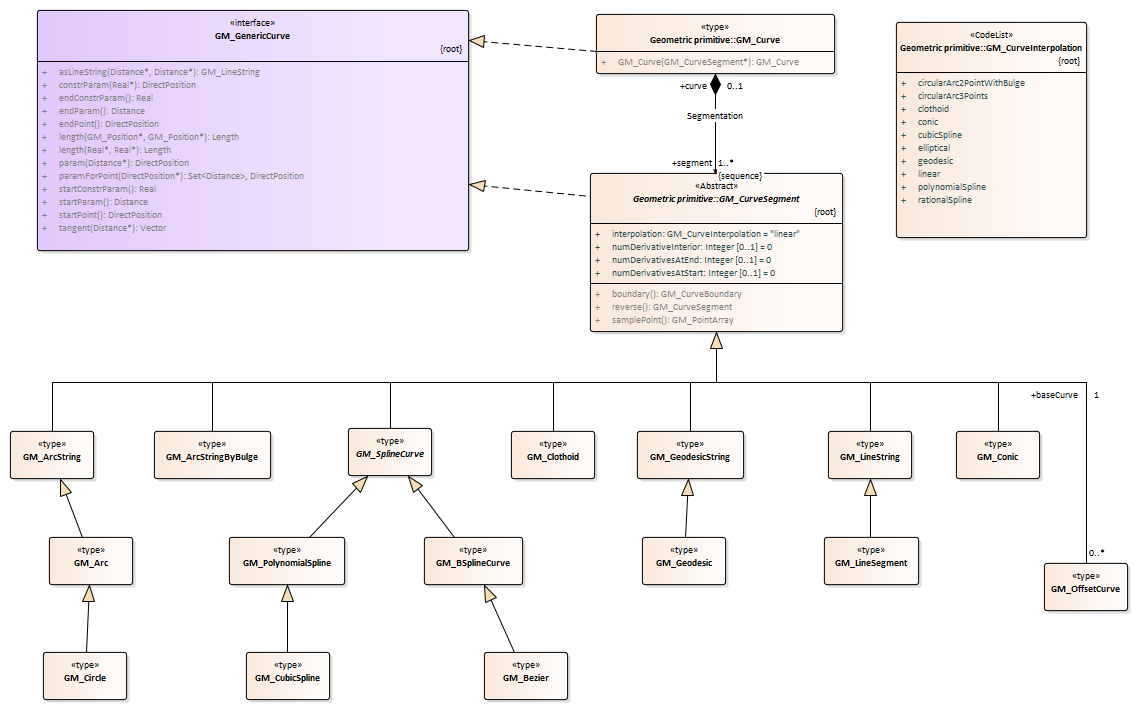 «interface»
GM_GenericCurve
{root}
+ asLineString(Distance*, Distance*): GM_LineString
+ constrParam(Real*): DirectPosition
+ endConstrParam(): Real
+ endParam(): Distance
+ endPoint(): DirectPosition
+ length(GM_Position*, GM_Position*): Length
+ length(Real*, Real*): Length
+ param(Distance*): DirectPosition
+ paramForPoint(DirectPosition*): Set<Distance>, DirectPosition
+ startConstrParam(): Real
+ startParam(): Distance
+ startPoint(): DirectPosition
+ tangent(Distance*): Vector
«type»
Geometric primitive::GM_Curve
+ GM_Curve(GM_CurveSegment*): GM_Curve
+curve 0..1
Segmentation
+segment 1..*
{sequence}
«Abstract»
Geometric primitive::GM_CurveSegment
{root}
+ interpolation: GM_CurveInterpolation = "linear"
+ numDerivativeInterior: Integer [0..1] = 0
+ numDerivativesAtEnd: Integer [0..1] = 0
+ numDerivativesAtStart: Integer [0..1] = 0
+ boundary(): GM_CurveBoundary
+ reverse(): GM_CurveSegment
+ samplePoint(): GM_PointArray
«CodeList»
Geometric primitive::GM_CurveInterpolation
{root}
+ circularArc2PointWithBulge
+ circularArc3Points
+ clothoid
+ conic
+ cubicSpline
+ elliptical
+ geodesic
+ linear
+ polynomialSpline
+ rationalSpline
+baseCurve 1
«type»
GM_ArcString
«type»
GM_ArcStringByBulge
«type»
GM_SplineCurve
«type»
GM_Clothoid
«type»
GM_GeodesicString
«type»
GM_LineString
«type»
GM_Conic
«type»
GM_Arc
«type»
GM_PolynomialSpline
«type»
GM_BSplineCurve
«type»
GM_Geodesic
«type»
GM_LineSegment
0..*
«type»
GM_OffsetCurve
«type»
GM_Circle
«type»
GM_CubicSpline
«type»
GM_Bezier